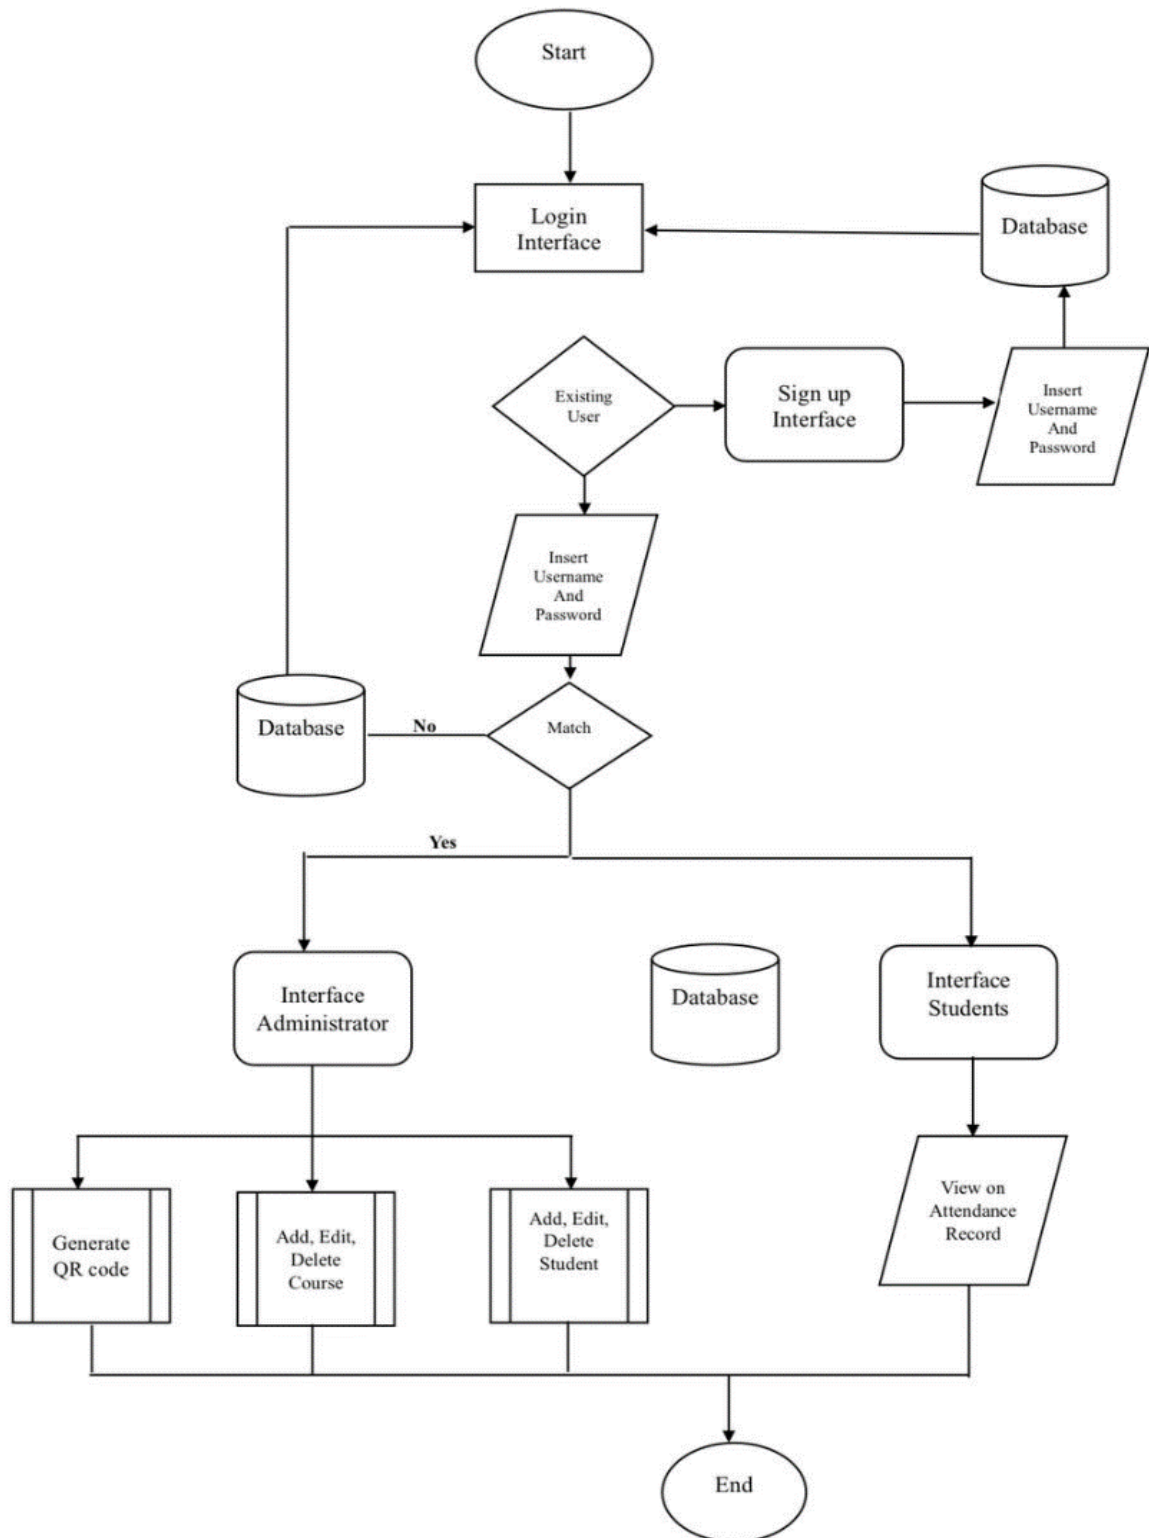 Start
Login
Interface
Database
Existing
User
Sign up
Interface
Insert
Username
And
Password
Insert
Username
And
Password
Database
No
Match
Yes
Interface
Administrator
Database
Interface
Students
Generate
QR code
Add, Edit,
Delete
Course
Add, Edit,
Delete
Student
View on
Attendance
Record
End